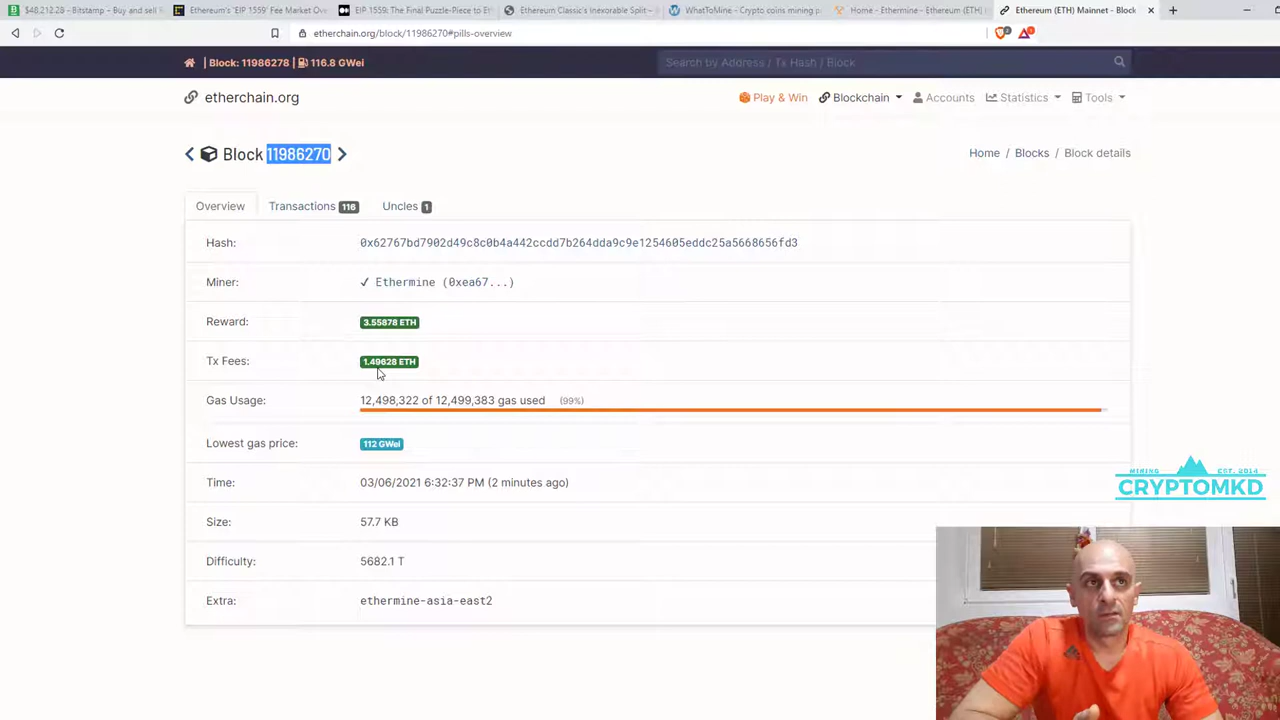 $48,212.28 - Bitstamp – Buy and sell
Ethereum's 'EIP 1559' Fee Market Ov
EIP 1559: The Final Puzzle-Piece to Et
Ethereum Classic's Inexorable Split –
WhatToMine - Crypto coins mining p
Home - Ethermine - Ethereum (ETH)
Ethereum (ETH) Mainnet - Block
etherchain.org/block/11986270#pills-overview
| Block: 11986278 | 116.8 GWei
Search by Address / Tx Hash / Block
etherchain.org
Play & Win
Blockchain
Accounts
Statistics
Tools
Block 11986270
Home / Blocks / Block details
Overview
Transactions 116
Uncles 1
Hash: 0x62767bd7902d49c8c0b4a442ccdd7b264dda9c9e1254605eddc25a5668656fd3
Miner: ✓ Ethermine (0xea67...)
Reward: 3.55878 ETH
Tx Fees: 1.49628 ETH
Gas Usage: 12,498,322 of 12,499,383 gas used (99%)
Lowest gas price: 112 GWei
Time: 03/06/2021 6:32:37 PM (2 minutes ago)
Size: 57.7 KB
Difficulty: 5682.1 T
Extra: ethermine-asia-east2
MINING EST. 2014
CRYPTOMKD